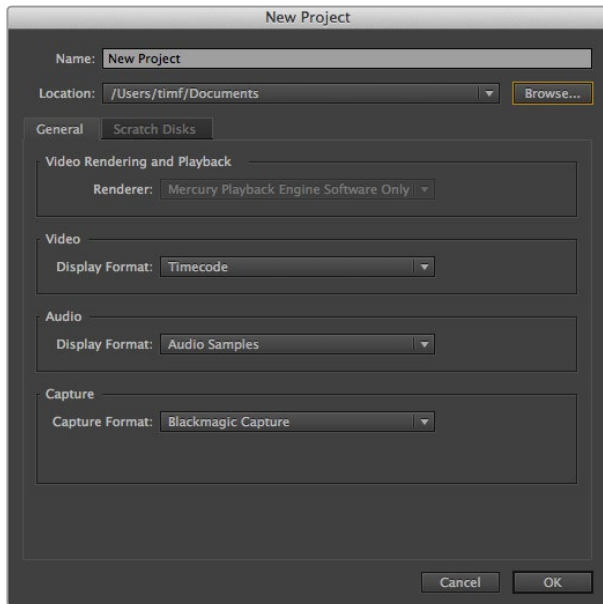 New Project
Name: New Project
Location: /Users/timf/Documents Browse...
General Scratch Disks
Video Rendering and Playback
Renderer: Mercury Playback Engine Software Only
Video
Display Format: Timecode
Audio
Display Format: Audio Samples
Capture
Capture Format: Blackmagic Capture
Cancel OK